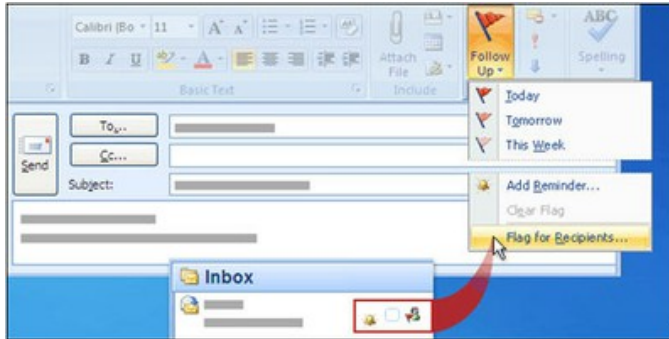 Calibri (Bo
11
A A
B I U
A
Basic Text
Attach
File
Include
Follow
Up
ABC
Spelling
Today
Tomorrow
This Week
Add Reminder...
Clear Flag
Flag for Recipients...
Send
To...
Cc...
Subject:
Inbox